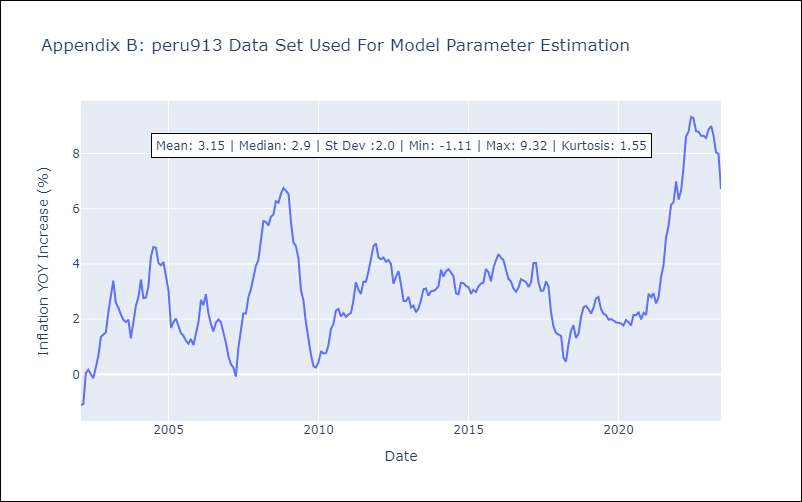 Appendix B: peru913 Data Set Used For Model Parameter Estimation
Mean: 3.15 | Median: 2.9 | St Dev :2.0 | Min: -1.11 | Max: 9.32 | Kurtosis: 1.55
Inflation YOY Increase (%)
8
6
4
2
0
2005
2010
2015
2020
Date